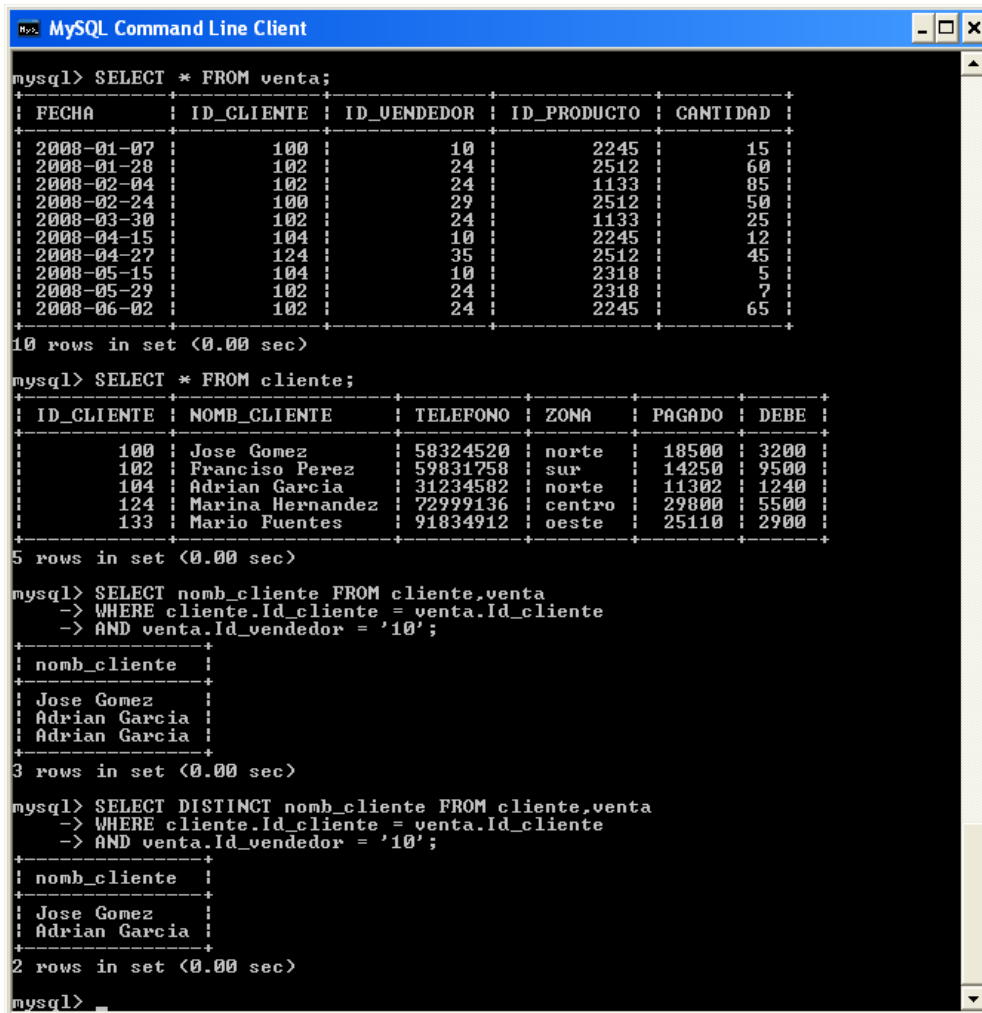 MySQL Command Line Client
mysql> SELECT * FROM venta;
+------------+------------+-------------+-------------+----------+
| FECHA | ID_CLIENTE | ID_VENDEDOR | ID_PRODUCTO | CANTIDAD |
+------------+------------+-------------+-------------+----------+
| 2008-01-07 | 100 | 10 | 2245 | 15 |
| 2008-01-28 | 102 | 24 | 2512 | 60 |
| 2008-02-04 | 102 | 24 | 1133 | 85 |
| 2008-02-24 | 100 | 29 | 2512 | 50 |
| 2008-03-30 | 102 | 24 | 1133 | 25 |
| 2008-04-15 | 104 | 10 | 2245 | 12 |
| 2008-04-27 | 124 | 35 | 2512 | 45 |
| 2008-05-15 | 104 | 10 | 2318 | 5 |
| 2008-05-29 | 102 | 24 | 2318 | 7 |
| 2008-06-02 | 102 | 24 | 2245 | 65 |
+------------+------------+-------------+-------------+----------+
10 rows in set (0.00 sec)
mysql> SELECT * FROM cliente;
+------------+------------------+----------+--------+--------+------+
| ID_CLIENTE | NOMB_CLIENTE | TELEFONO | ZONA | PAGADO | DEBE |
+------------+------------------+----------+--------+--------+------+
| 100 | Jose Gomez | 58324520 | norte | 18500 | 3200 |
| 102 | Franciso Perez | 59831758 | sur | 14250 | 9500 |
| 104 | Adrian Garcia | 31234582 | norte | 11302 | 1240 |
| 124 | Marina Hernandez | 72999136 | centro | 29800 | 5500 |
| 133 | Mario Fuentes | 91834912 | oeste | 25110 | 2900 |
+------------+------------------+----------+--------+--------+------+
5 rows in set (0.00 sec)
mysql> SELECT nomb_cliente FROM cliente,venta
-> WHERE cliente.Id_cliente = venta.Id_cliente
-> AND venta.Id_vendedor = '10';
+---------------+
| nomb_cliente |
+---------------+
| Jose Gomez |
| Adrian Garcia |
| Adrian Garcia |
+---------------+
3 rows in set (0.00 sec)
mysql> SELECT DISTINCT nomb_cliente FROM cliente,venta
-> WHERE cliente.Id_cliente = venta.Id_cliente
-> AND venta.Id_vendedor = '10';
+---------------+
| nomb_cliente |
+---------------+
| Jose Gomez |
| Adrian Garcia |
+---------------+
2 rows in set (0.00 sec)
mysql> _